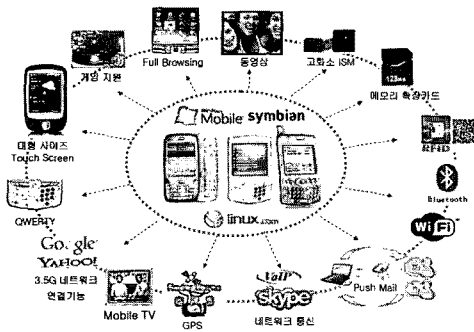 게임 지원
Full Browsing
동영상
고화소 ISM
123MB
메모리 확장카드
대형 사이즈
Touch Screen
Mobile symbian
RFID
Bluetooth
QWERTY
linux
Wi Fi
Google
YAHOO!
3.5G 네트워크
연결기능
Mobile TV
GPS
VoIP
skype
네트워크 통신
Push Mail